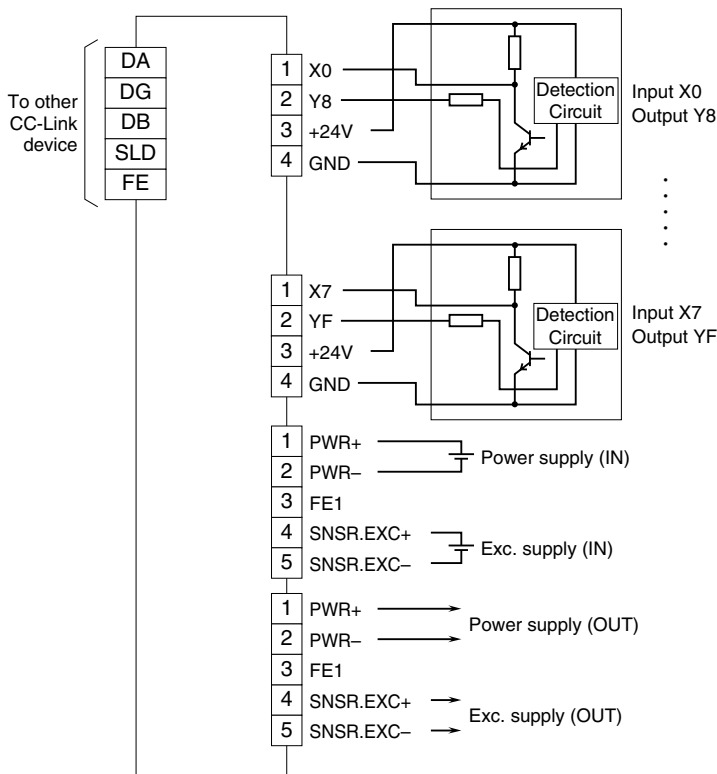 To other
CC-Link
device
DA
DG
DB
SLD
FE
1 X0
2 Y8
3 +24V
4 GND
Detection
Circuit
Input X0
Output Y8
1 X7
2 YF
3 +24V
4 GND
Detection
Circuit
Input X7
Output YF
1 PWR+
2 PWR–
Power supply (IN)
3 FE1
4 SNSR.EXC+
5 SNSR.EXC–
Exc. supply (IN)
1 PWR+
2 PWR–
Power supply (OUT)
3 FE1
4 SNSR.EXC+
5 SNSR.EXC–
Exc. supply (OUT)